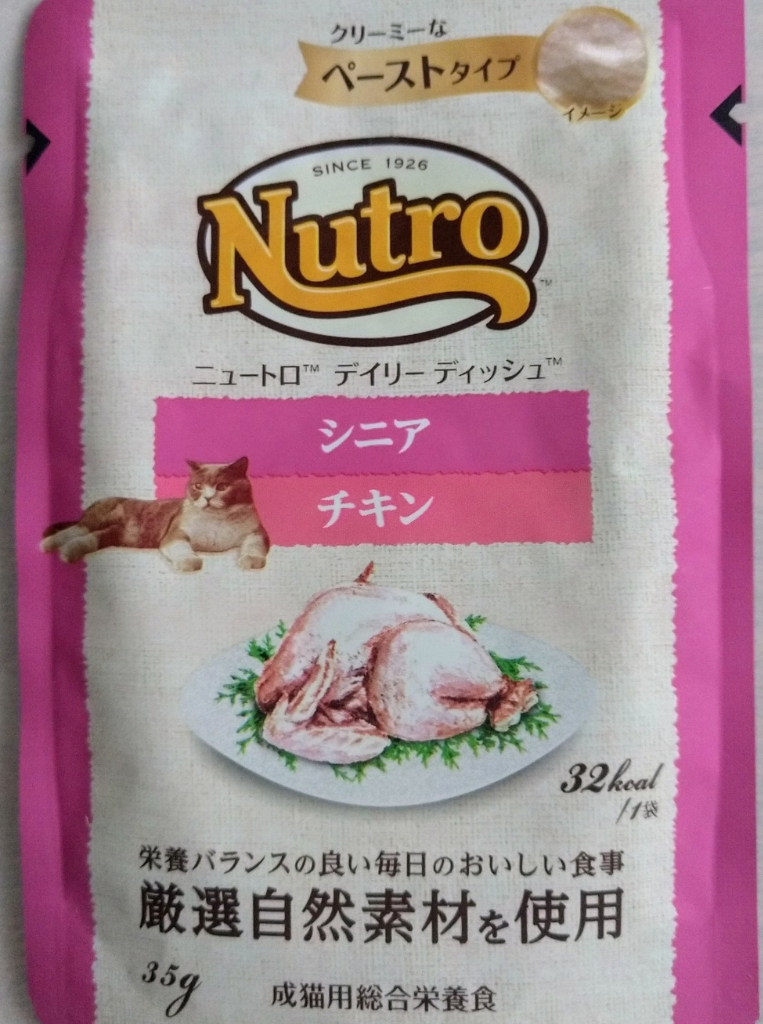 クリーミーな
ペーストタイプ
イメージ
SINCE 1926
Nutro™
ニュートロ™ デイリー ディッシュ™
シニア
チキン
32kcal
/1袋
栄養バランスの良い毎日のおいしい食事
厳選自然素材を使用
35g
成猫用総合栄養食